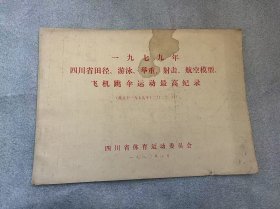 一九七九年
四川省田径、游泳、举重、射击、航空模型、
飞机跳伞运动最高纪录
四川省体育运动委员会